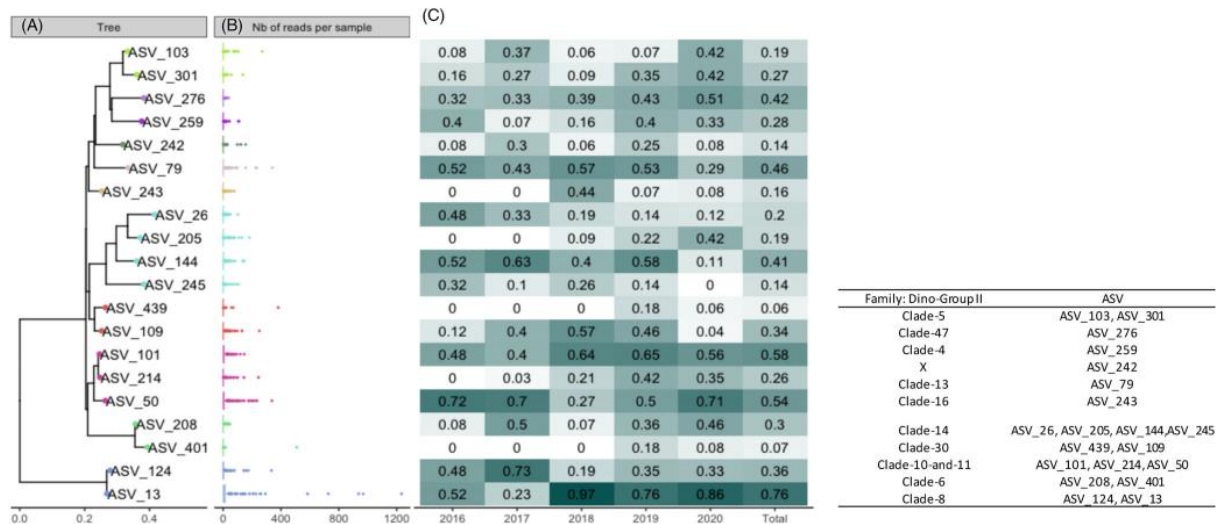 (A) Tree (B) Nb of reads per sample (C)
ASV_103 0.08 0.37 0.06 0.07 0.42 0.19
ASV_301 0.16 0.27 0.09 0.35 0.42 0.27
ASV_276 0.32 0.33 0.39 0.43 0.51 0.42
ASV_259 0.4 0.07 0.16 0.4 0.33 0.28
ASV_242 0.08 0.3 0.06 0.25 0.08 0.14
ASV_79 0.52 0.43 0.57 0.53 0.29 0.46
ASV_243 0 0 0.44 0.07 0.08 0.16
ASV_26 0.48 0.33 0.19 0.14 0.12 0.2
ASV_205 0 0 0.09 0.22 0.42 0.19
ASV_144 0.52 0.63 0.4 0.58 0.11 0.41
ASV_245 0.32 0.1 0.26 0.14 0 0.14
ASV_439 0 0 0 0.18 0.06 0.06
ASV_109 0.12 0.4 0.57 0.46 0.04 0.34
ASV_101 0.48 0.4 0.64 0.65 0.56 0.58
ASV_214 0 0.03 0.21 0.42 0.35 0.26
ASV_50 0.72 0.7 0.27 0.5 0.71 0.54
ASV_208 0.08 0.5 0.07 0.36 0.46 0.3
ASV_401 0 0 0 0.18 0.08 0.07
ASV_124 0.48 0.73 0.19 0.35 0.33 0.36
ASV_13 0.52 0.23 0.97 0.76 0.86 0.76
0.0 0.2 0.4 0 400 800 1200 2016 2017 2018 2019 2020 Total
Family: Dino-Group II ASV
Clade-5 ASV_103, ASV_301
Clade-47 ASV_276
Clade-4 ASV_259
X ASV_242
Clade-13 ASV_79
Clade-16 ASV_243
Clade-14 ASV_26, ASV_205, ASV_144,ASV_245
Clade-30 ASV_439, ASV_109
Clade-10-and-11 ASV_101, ASV_214, ASV_50
Clade-6 ASV_208, ASV_401
Clade-8 ASV_124, ASV_13